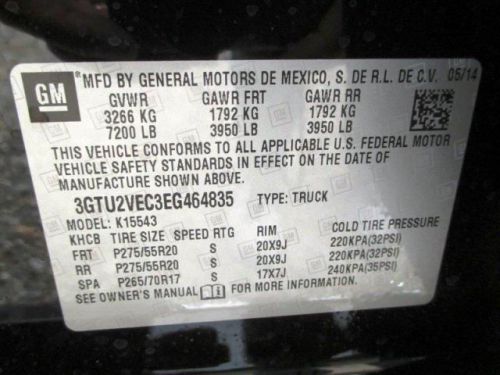 GM MFD BY GENERAL MOTORS DE MEXICO, S. DE R.L. DE C.V. 05/14
GVWR GAWR FRT GAWR RR
3266 KG 1792 KG 1792 KG
7200 LB 3950 LB 3950 LB
THIS VEHICLE CONFORMS TO ALL APPLICABLE U.S. FEDERAL MOTOR
VEHICLE SAFETY STANDARDS IN EFFECT ON THE DATE OF
MANUFACTURE SHOWN ABOVE.
3GTU2VEC3EG464835 TYPE: TRUCK
MODEL: K15543
KHCB TIRE SIZE SPEED RTG RIM COLD TIRE PRESSURE
FRT P275/55R20 S 20X9J 220KPA(32PSI)
RR P275/55R20 S 20X9J 220KPA(32PSI)
SPA P265/70R17 S 17X7J 240KPA(35PSI)
SEE OWNER'S MANUAL FOR MORE INFORMATION.